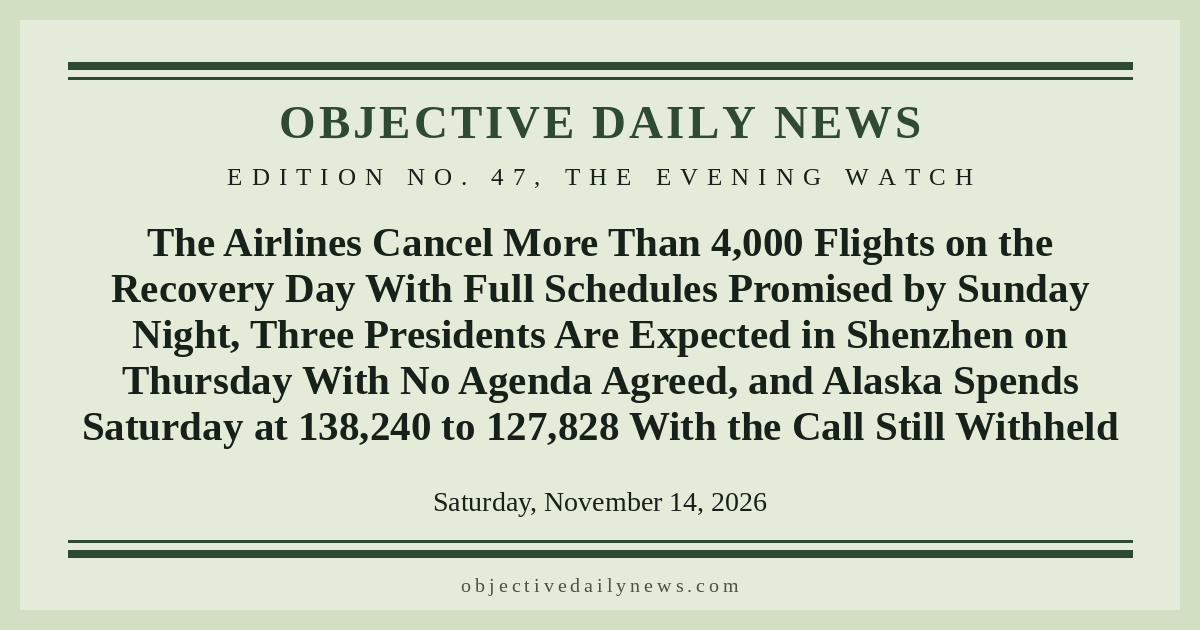 OBJECTIVE DAILY NEWS
EDITION NO. 47, THE EVENING WATCH
The Airlines Cancel More Than 4,000 Flights on the
Recovery Day With Full Schedules Promised by Sunday
Night, Three Presidents Are Expected in Shenzhen on
Thursday With No Agenda Agreed, and Alaska Spends
Saturday at 138,240 to 127,828 With the Call Still Withheld
Saturday, November 14, 2026
objectivedailynews.com